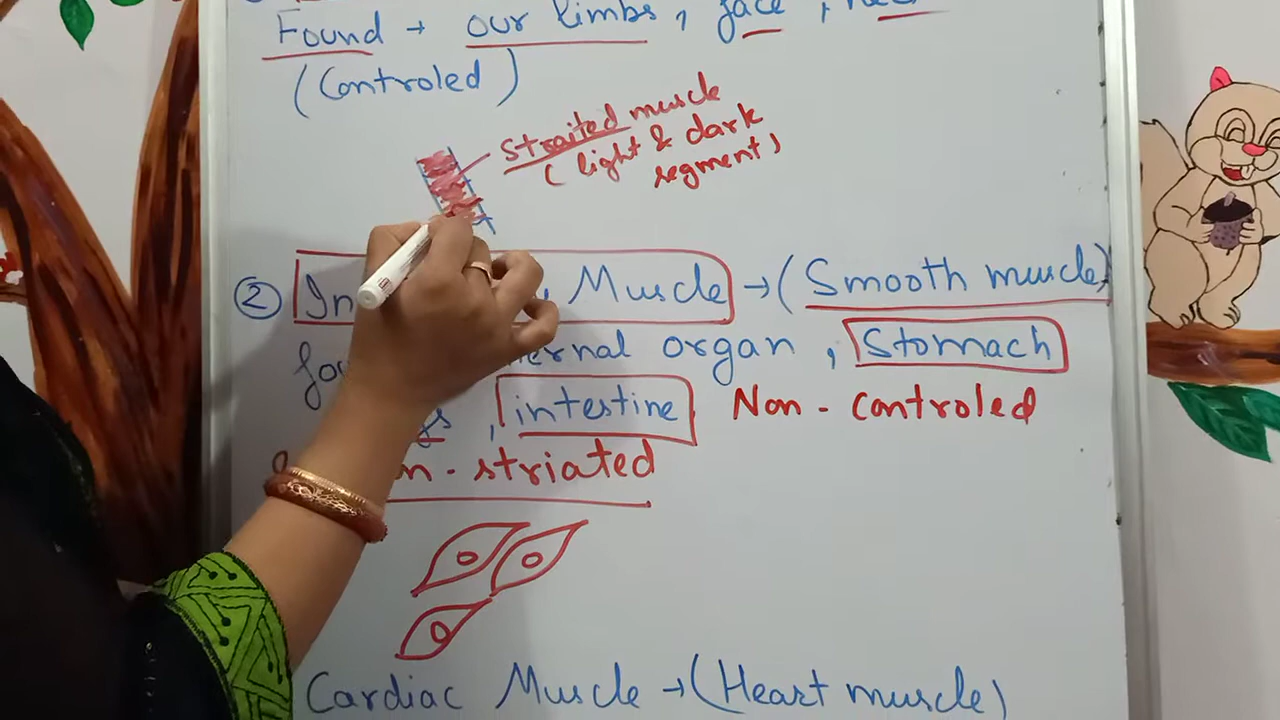 Found → our limbs, face,
(Controled)
Straited muscle
(light & dark
segment)
② Muscle → (Smooth muscle)
organ, Stomach
, intestine Non - controled
- striated
Cardiac Muscle → (Heart muscle)